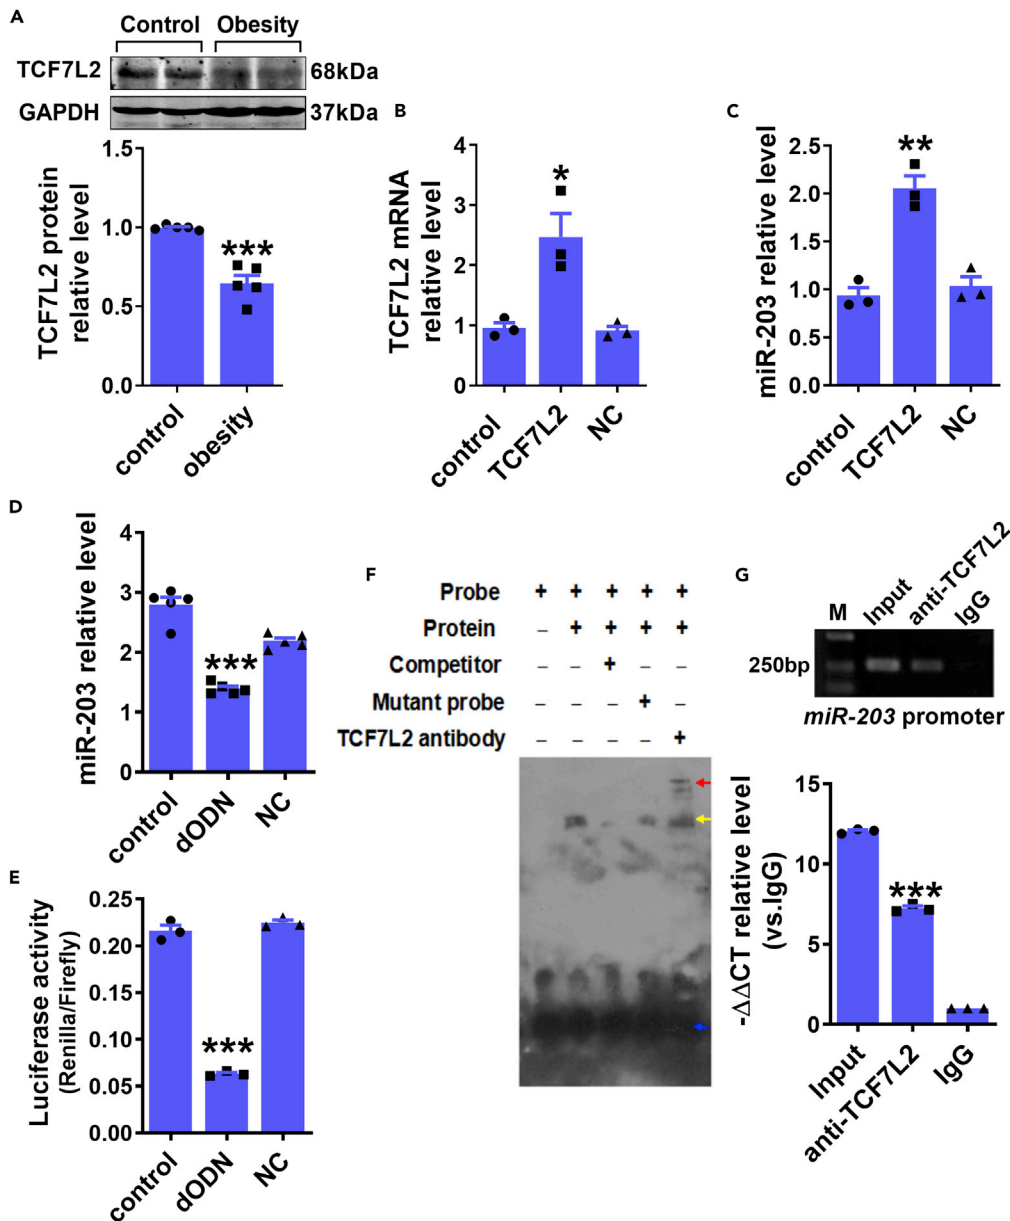 A
Control Obesity
TCF7L2 68kDa
GAPDH 37kDa
TCF7L2 protein
relative level
1.5
1.0
0.5
0.0
***
control
obesity
B
TCF7L2 mRNA
relative level
4
3
2
1
0
*
control
TCF7L2
NC
C
miR-203 relative level
2.5
2.0
1.5
1.0
0.5
0.0
**
control
TCF7L2
NC
D
miR-203 relative level
4
3
2
1
0
***
control
dODN
NC
E
Luciferase activity
(Renilla/Firefly)
0.25
0.20
0.15
0.10
0.05
0.00
***
control
dODN
NC
F
Probe + + + + +
Protein – + + + +
Competitor – – + – –
Mutant probe – – – + –
TCF7L2 antibody – – – – +
G
M Input anti-TCF7L2 IgG
250bp
miR-203 promoter
-ΔΔCT relative level
(vs.IgG)
15
10
5
0
***
Input
anti-TCF7L2
IgG